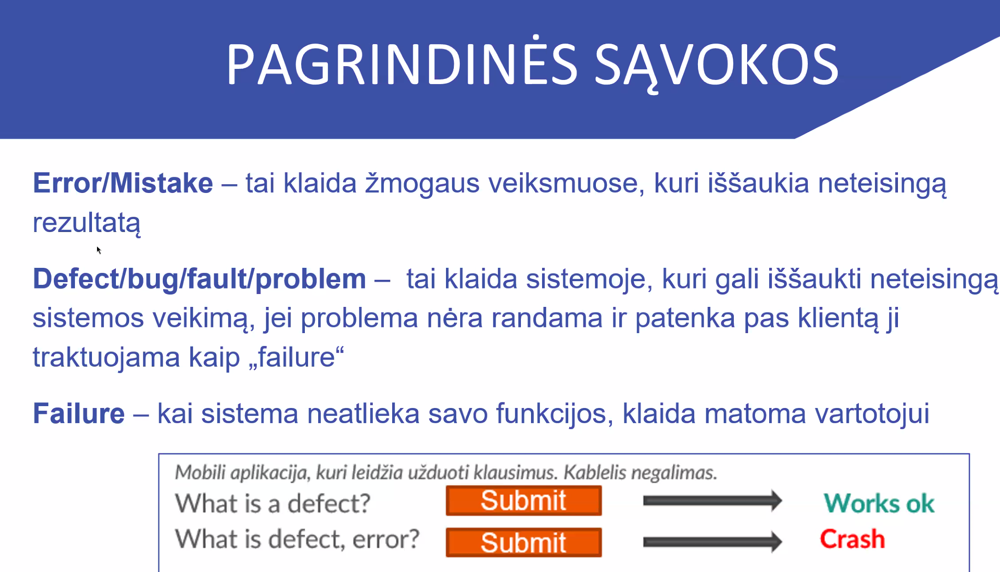 PAGRINDINĖS SĄVOKOS
Error/Mistake – tai klaida žmogaus veiksmuose, kuri iššaukia neteisingą
rezultatą
Defect/bug/fault/problem – tai klaida sistemoje, kuri gali iššaukti neteisingą
sistemos veikimą, jei problema nėra randama ir patenka pas klientą ji
traktuojama kaip „failure“
Failure – kai sistema neatlieka savo funkcijos, klaida matoma vartotojui
Mobili aplikacija, kuri leidžia užduoti klausimus. Kablelis negalimas.
What is a defect? Submit Works ok
What is defect, error? Submit Crash